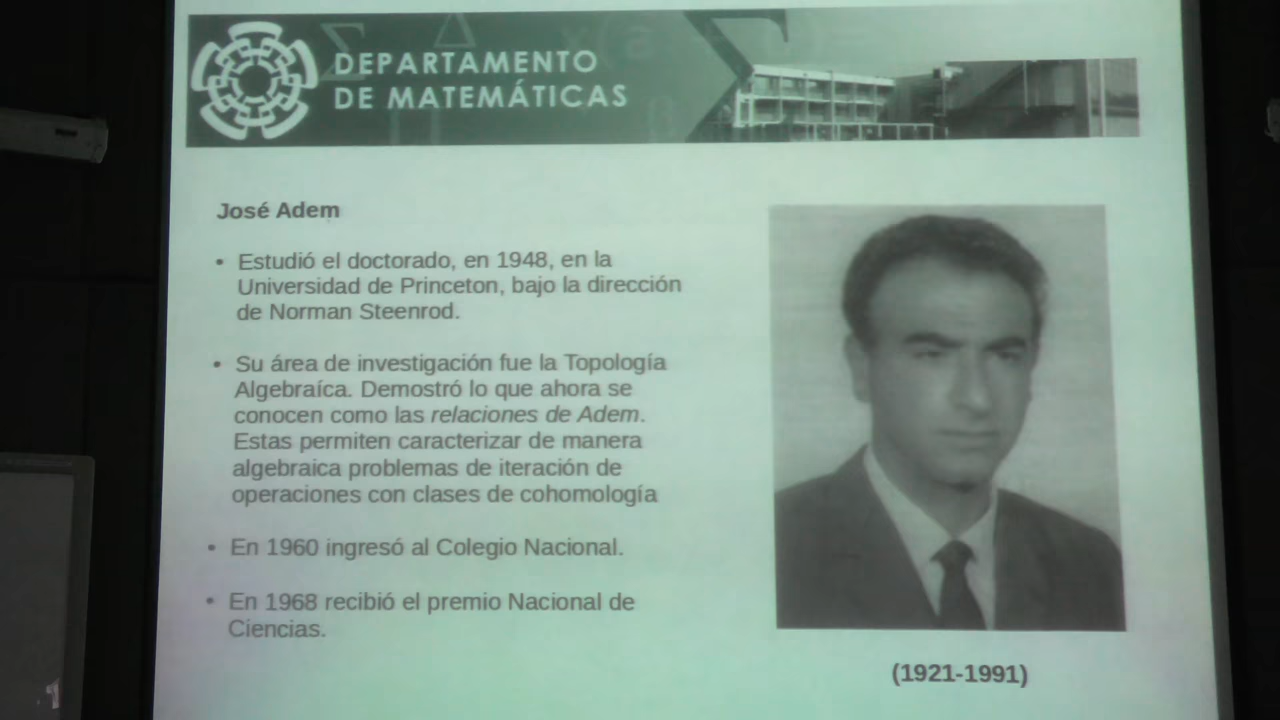 DEPARTAMENTO
DE MATEMÁTICAS
José Adem
• Estudió el doctorado, en 1948, en la
Universidad de Princeton, bajo la dirección
de Norman Steenrod.
• Su área de investigación fue la Topología
Algebraíca. Demostró lo que ahora se
conocen como las relaciones de Adem.
Estas permiten caracterizar de manera
algebraica problemas de iteración de
operaciones con clases de cohomología
• En 1960 ingresó al Colegio Nacional.
• En 1968 recibió el premio Nacional de
Ciencias.
(1921-1991)